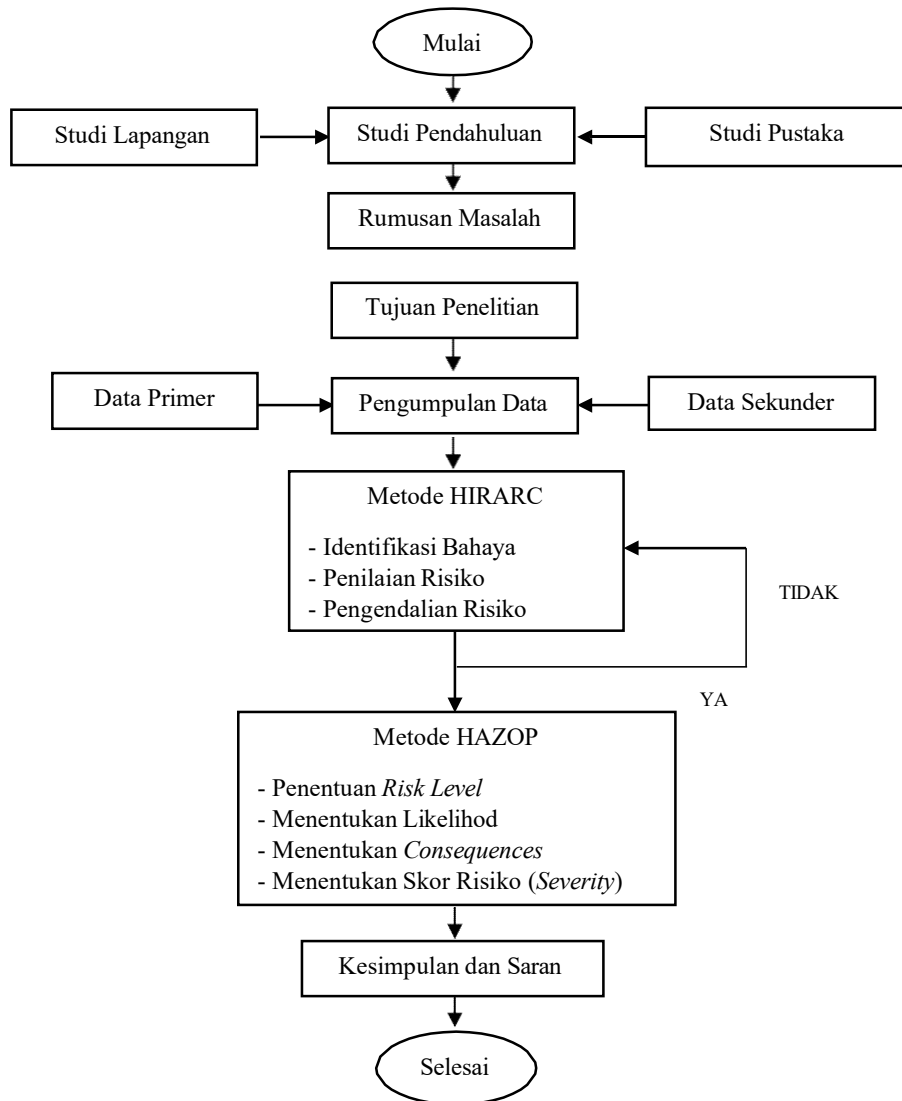 Mulai
Studi Lapangan
Studi Pendahuluan
Studi Pustaka
Rumusan Masalah
Tujuan Penelitian
Data Primer
Pengumpulan Data
Data Sekunder
Metode HIRARC
- Identifikasi Bahaya
- Penilaian Risiko
- Pengendalian Risiko
TIDAK
YA
Metode HAZOP
- Penentuan Risk Level
- Menentukan Likelihod
- Menentukan Consequences
- Menentukan Skor Risiko (Severity)
Kesimpulan dan Saran
Selesai